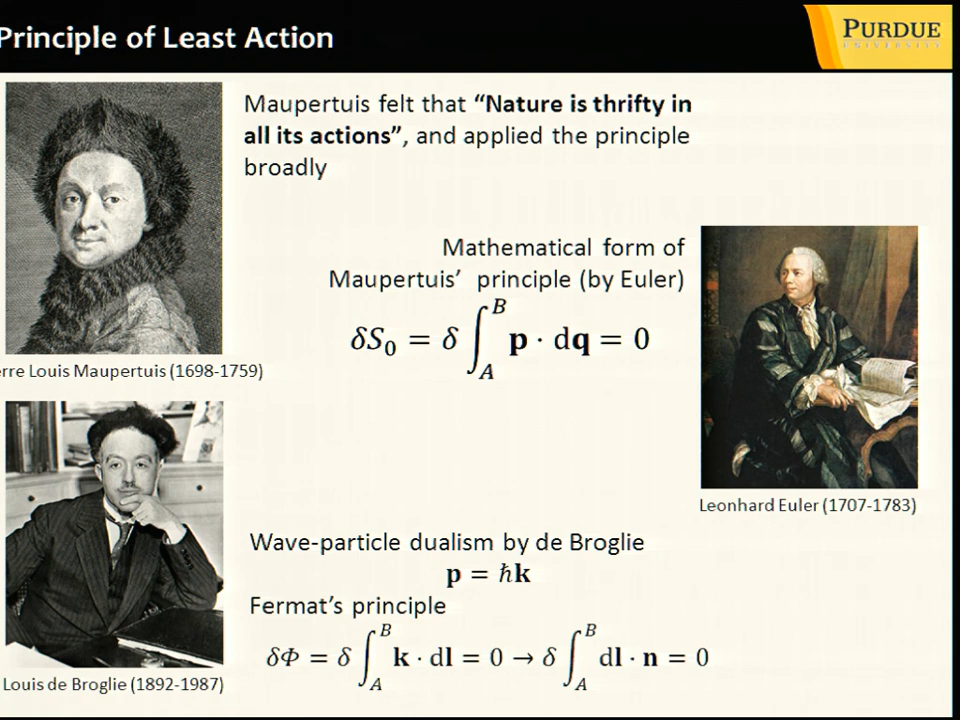 Principle of Least Action
PURDUE
UNIVERSITY
Maupertuis felt that “Nature is thrifty in
all its actions”, and applied the principle
broadly
Mathematical form of
Maupertuis’ principle (by Euler)
δS₀ = δ ∫_A^B 𝐩 · d𝐪 = 0
erre Louis Maupertuis (1698-1759)
Leonhard Euler (1707-1783)
Wave-particle dualism by de Broglie
𝐩 = ℏ𝐤
Fermat’s principle
δΦ = δ ∫_A^B 𝐤 · d𝐥 = 0 → δ ∫_A^B d𝐥 · 𝐧 = 0
Louis de Broglie (1892-1987)